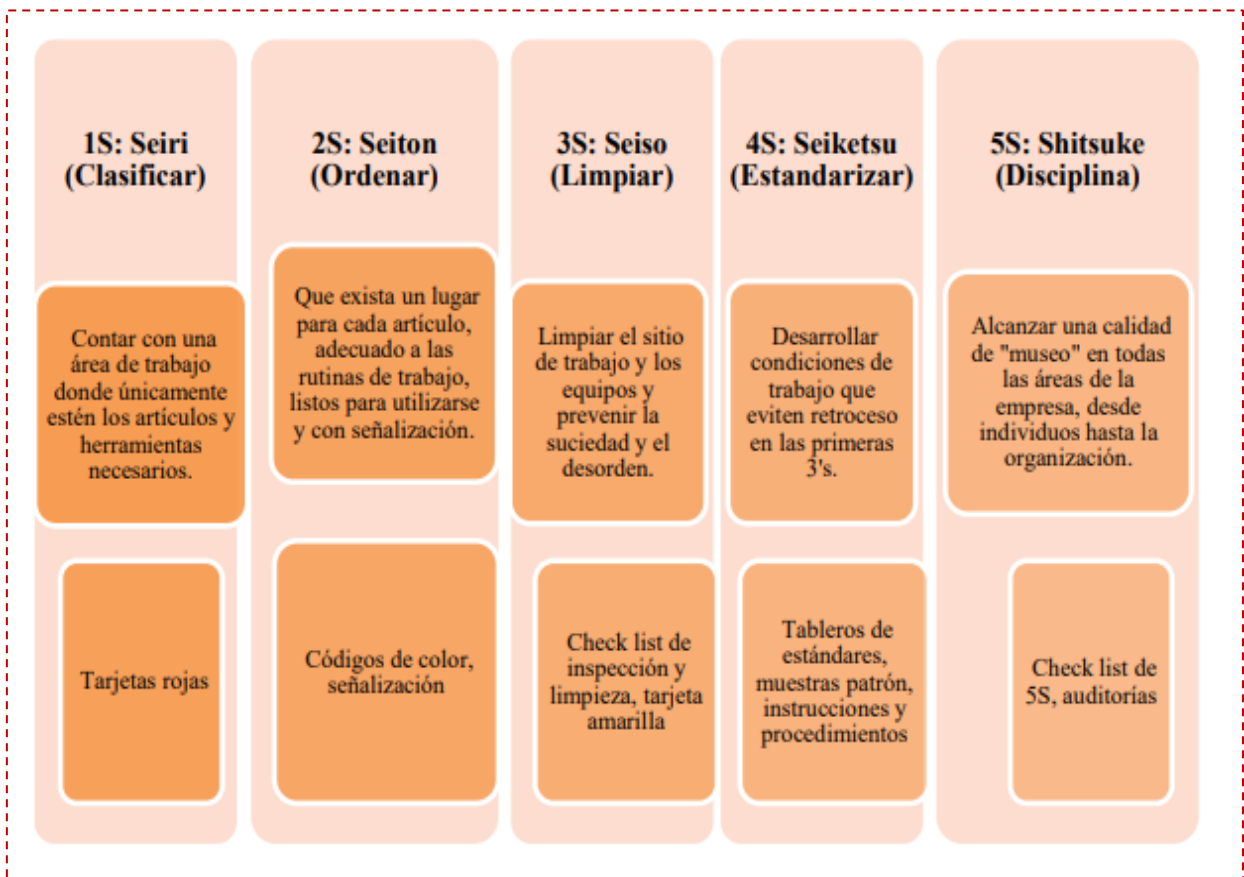 1S: Seiri
(Clasificar)
Contar con una
área de trabajo
donde únicamente
estén los artículos y
herramientas
necesarios.
Tarjetas rojas
2S: Seiton
(Ordenar)
Que exista un lugar
para cada artículo,
adecuado a las
rutinas de trabajo,
listos para utilizarse
y con señalización.
Códigos de color,
señalización
3S: Seiso
(Limpiar)
Limpiar el sitio
de trabajo y los
equipos y
prevenir la
suciedad y el
desorden.
Check list de
inspección y
limpieza, tarjeta
amarilla
4S: Seiketsu
(Estandarizar)
Desarrollar
condiciones de
trabajo que
eviten retroceso
en las primeras
3's.
Tableros de
estándares,
muestras patrón,
instrucciones y
procedimientos
5S: Shitsuke
(Disciplina)
Alcanzar una calidad
de "museo" en todas
las áreas de la
empresa, desde
individuos hasta la
organización.
Check list de
5S, auditorías